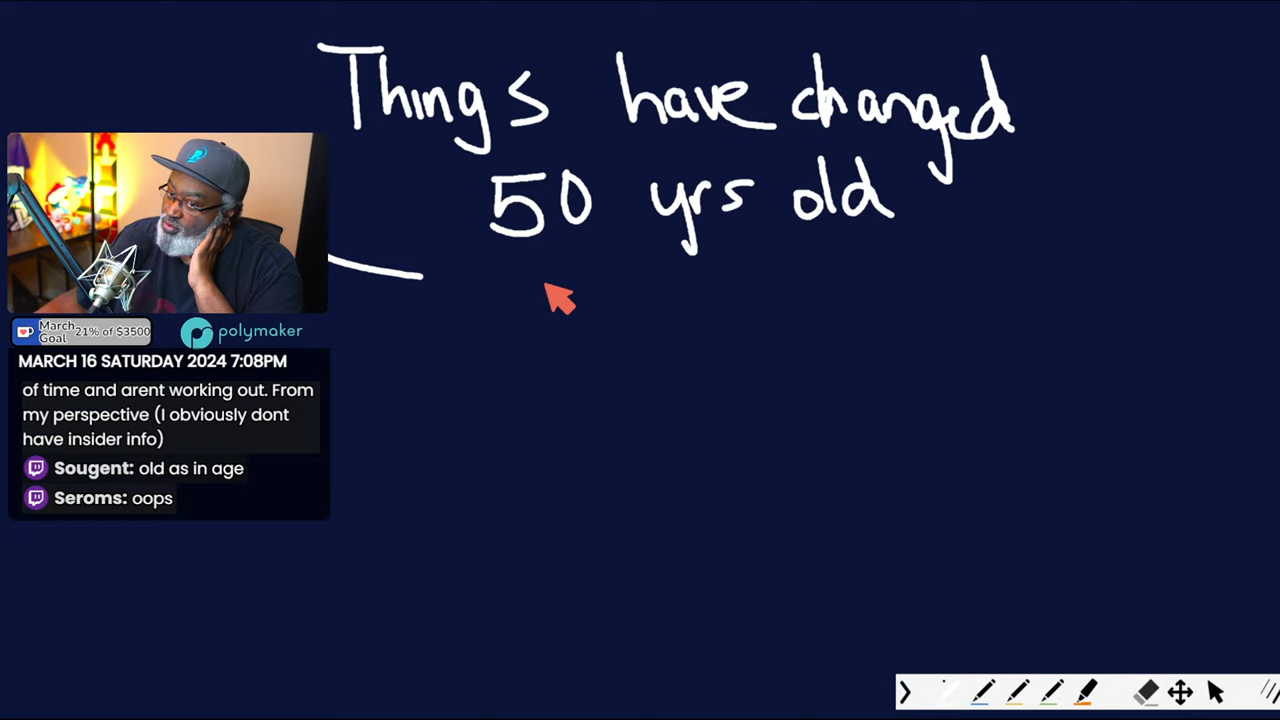 Things have changed
50 yrs old
March
Goal
21% of $3500
polymaker
MARCH 16 SATURDAY 2024 7:08PM
of time and arent working out. From
my perspective (I obviously dont
have insider info)
Sougent: old as in age
Seroms: oops